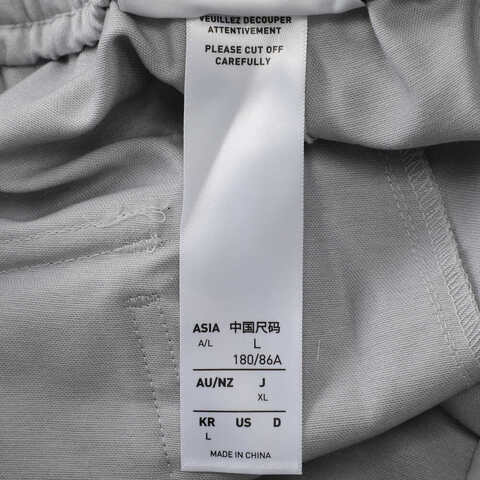 VEUILLEZ DECOUPER
ATTENTIVEMENT
PLEASE CUT OFF
CAREFULLY
ASIA 中国尺码
A/L L
180/86A
AU/NZ J
XL
KR US D
L
MADE IN CHINA